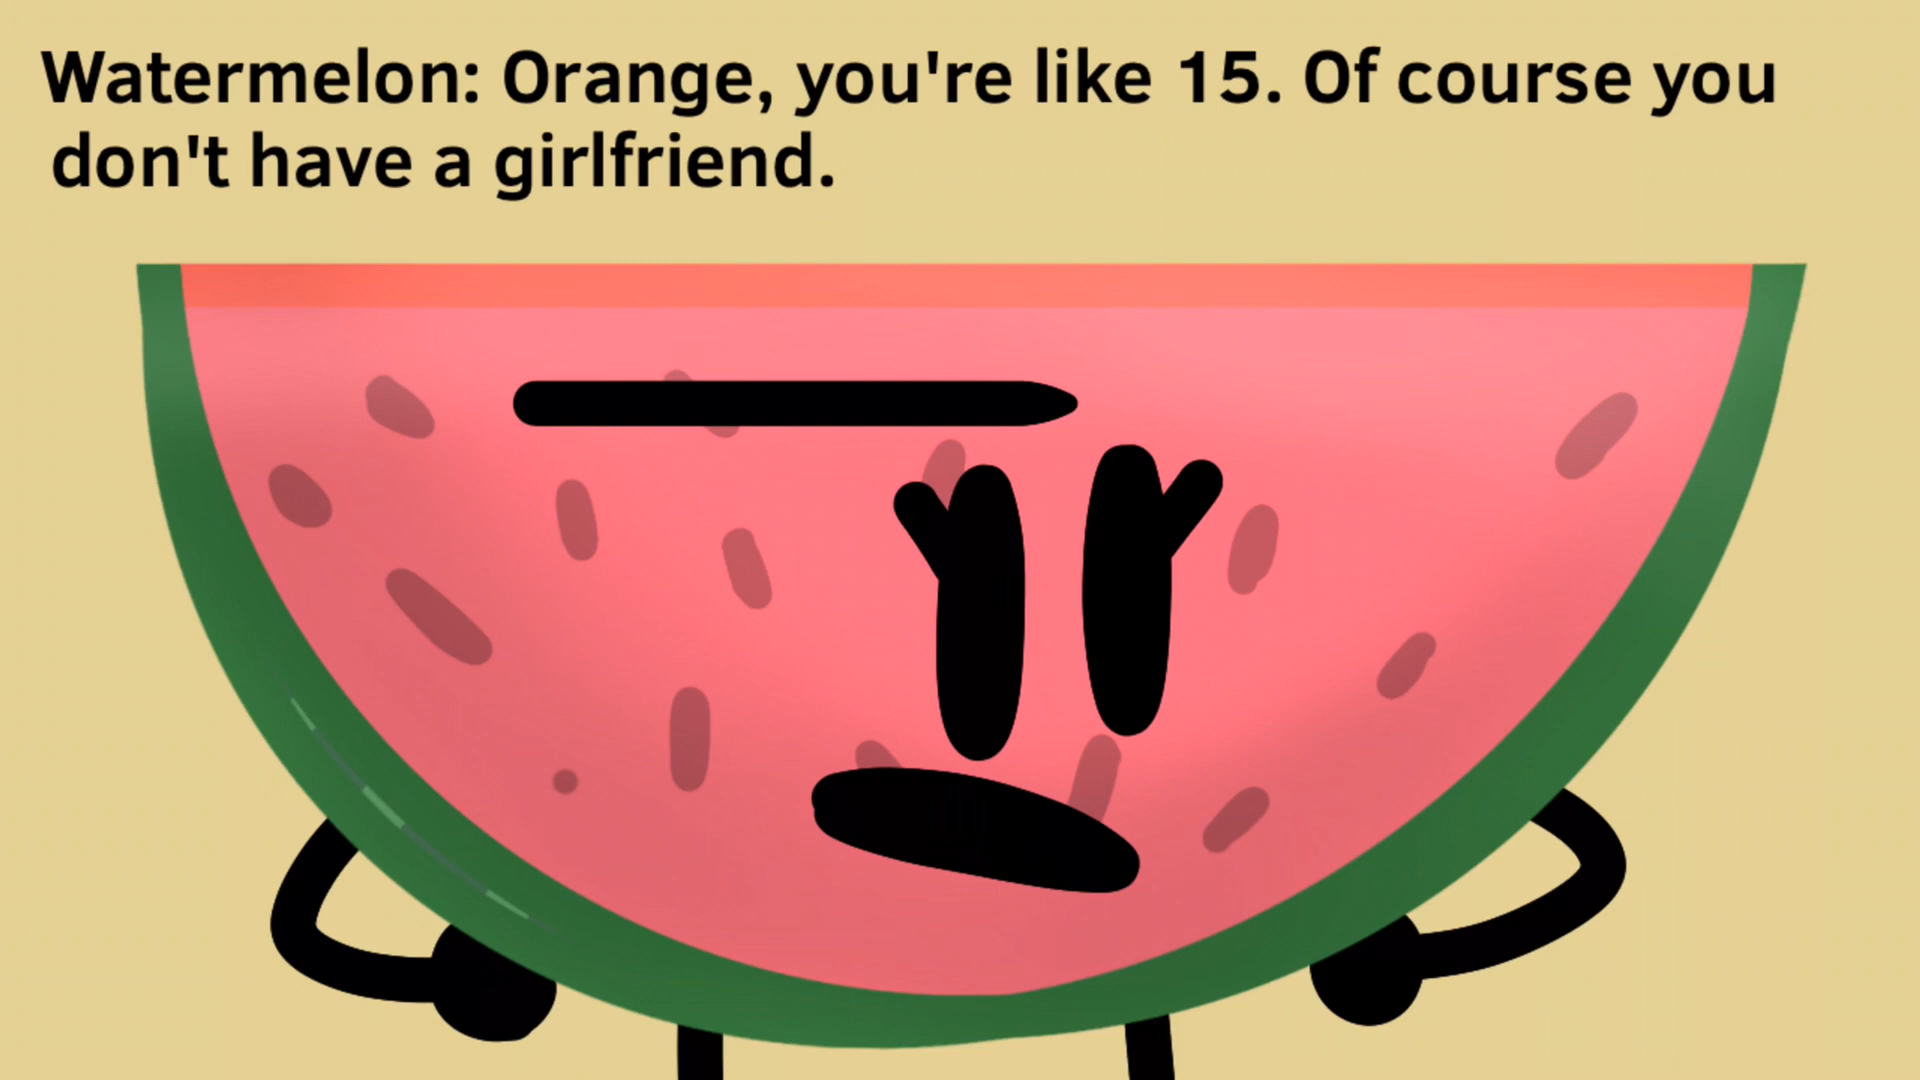 Watermelon: Orange, you're like 15. Of course you
don't have a girlfriend.